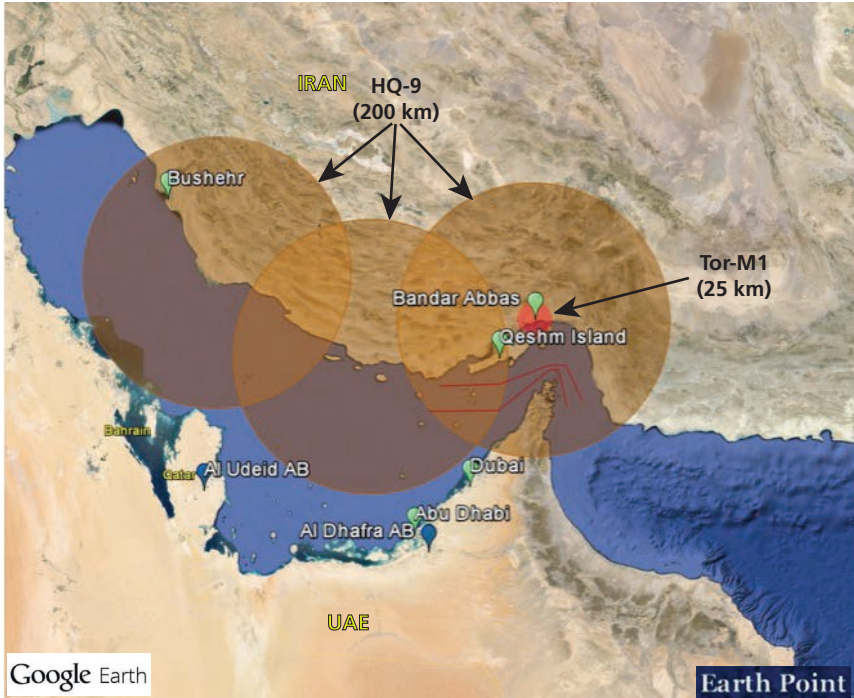 IRAN
HQ-9
(200 km)
Bushehr
Tor-M1
(25 km)
Bandar Abbas
Qeshm Island
Bahrain
Qatar
Al Udeid AB
Dubai
Abu Dhabi
Al Dhafra AB
UAE
Google Earth
Earth Point